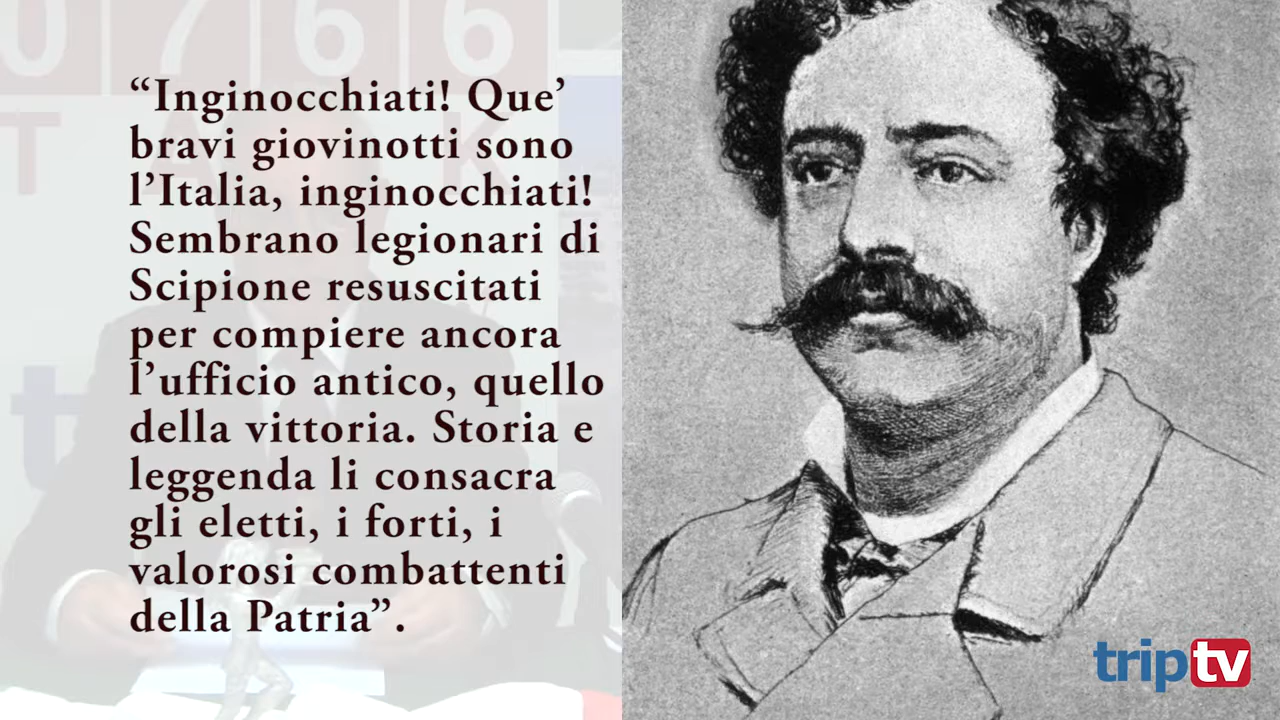 0766
T K
t
“Inginocchiati! Que’
bravi giovinotti sono
l’Italia, inginocchiati!
Sembrano legionari di
Scipione resuscitati
per compiere ancora
l’ufficio antico, quello
della vittoria. Storia e
leggenda li consacra
gli eletti, i forti, i
valorosi combattenti
della Patria”.
triptv